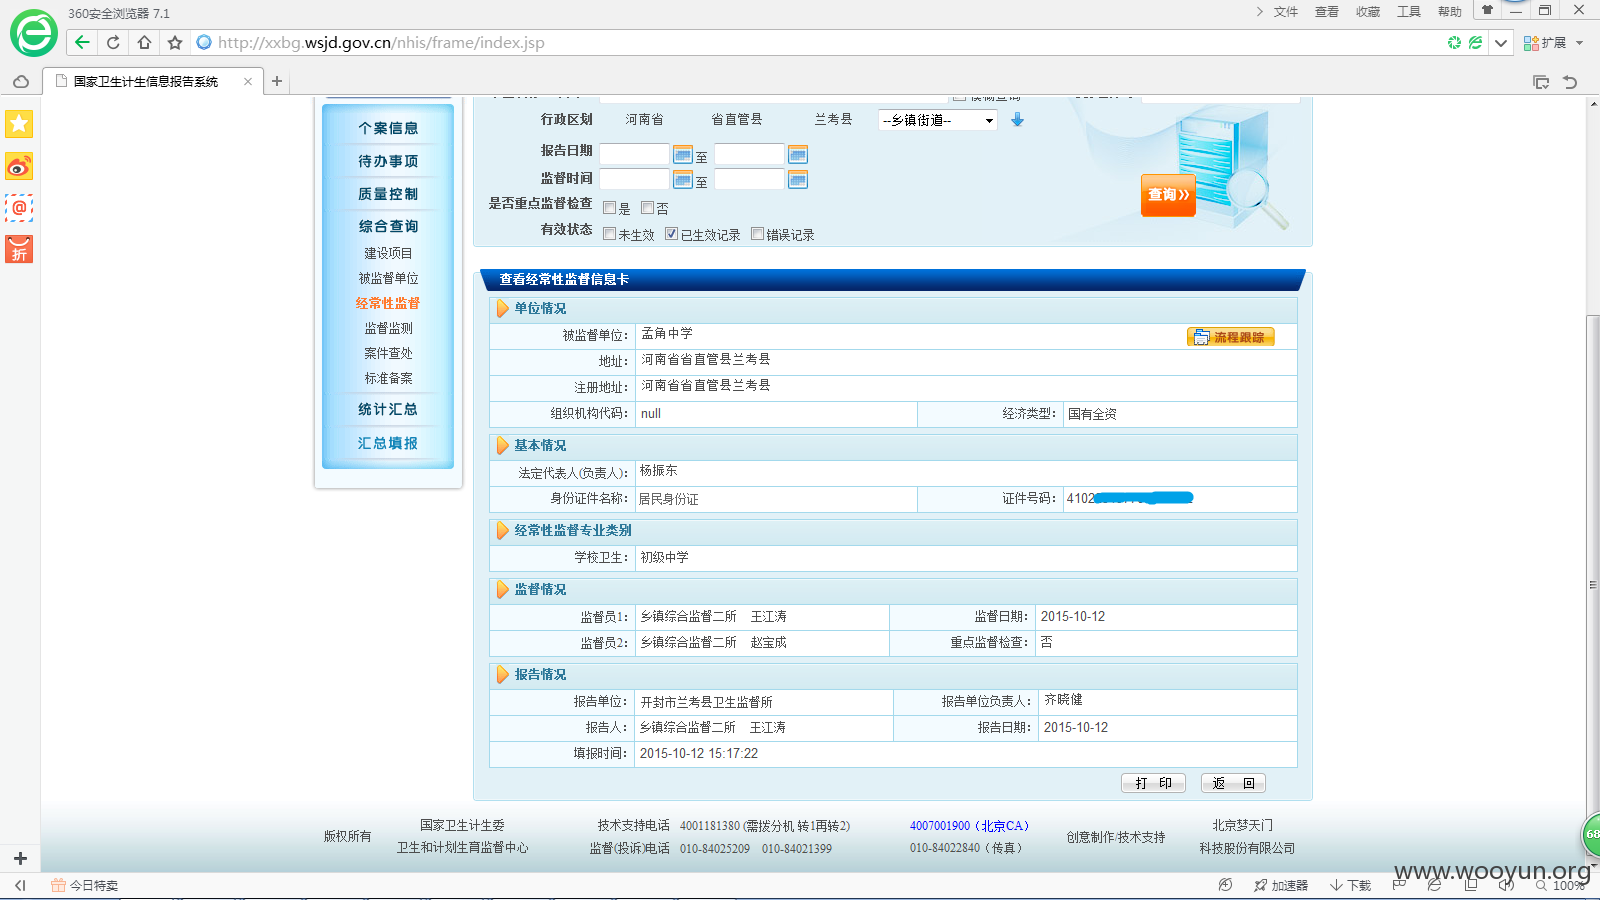 360安全浏览器 7.1
文件 查看 收藏 工具 帮助
http://xxbg.wsjd.gov.cn/nhis/frame/index.jsp
扩展
国家卫生计生信息报告系统
折
个案信息
待办事项
质量控制
综合查询
建设项目
被监督单位
经常性监督
监督监测
案件查处
标准备案
统计汇总
汇总填报
模糊查询
行政区划 河南省 省直管县 兰考县 --乡镇街道--
报告日期 至
监督时间 至
是否重点监督检查 是 否
有效状态 未生效 已生效记录 错误记录
查询
查看经常性监督信息卡
单位情况
被监督单位: 孟角中学 流程跟踪
地址: 河南省省直管县兰考县
注册地址: 河南省省直管县兰考县
组织机构代码: null 经济类型: 国有全资
基本情况
法定代表人(负责人): 杨振东
身份证件名称: 居民身份证 证件号码: 4102
经常性监督专业类别
学校卫生: 初级中学
监督情况
监督员1: 乡镇综合监督二所 王江涛 监督日期: 2015-10-12
监督员2: 乡镇综合监督二所 赵宝成 重点监督检查: 否
报告情况
报告单位: 开封市兰考县卫生监督所 报告单位负责人: 齐晓健
报告人: 乡镇综合监督二所 王江涛 报告日期: 2015-10-12
填报时间: 2015-10-12 15:17:22
打 印 返 回
版权所有 国家卫生计生委 卫生和计划生育监督中心
技术支持电话 4001181380 (需拨分机 转1再转2) 4007001900（北京CA）
监督(投诉)电话 010-84025209 010-84021399 010-84022840（传真）
创意制作/技术支持 北京梦天门 科技股份有限公司
68
www.wooyun.org
今日特卖
加速器 下载 100%